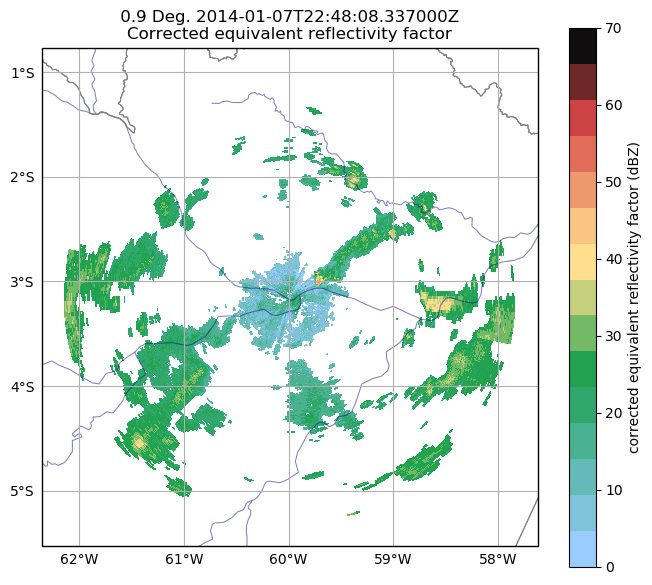 0.9 Deg. 2014-01-07T22:48:08.337000Z
Corrected equivalent reflectivity factor
1°S
2°S
3°S
4°S
5°S
62°W 61°W 60°W 59°W 58°W
70
60
50
40
30
20
10
0
corrected equivalent reflectivity factor (dBZ)